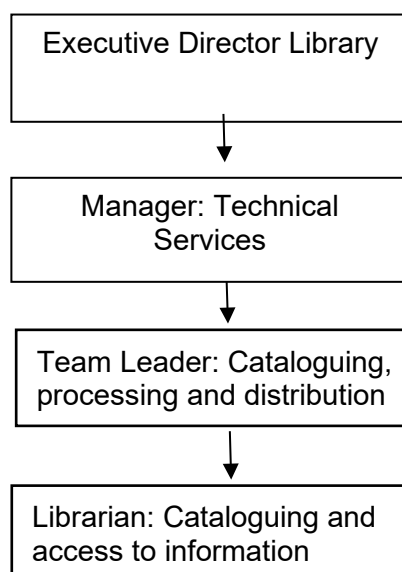 Executive Director Library
Manager: Technical
Services
Team Leader: Cataloguing,
processing and distribution
Librarian: Cataloguing and
access to information